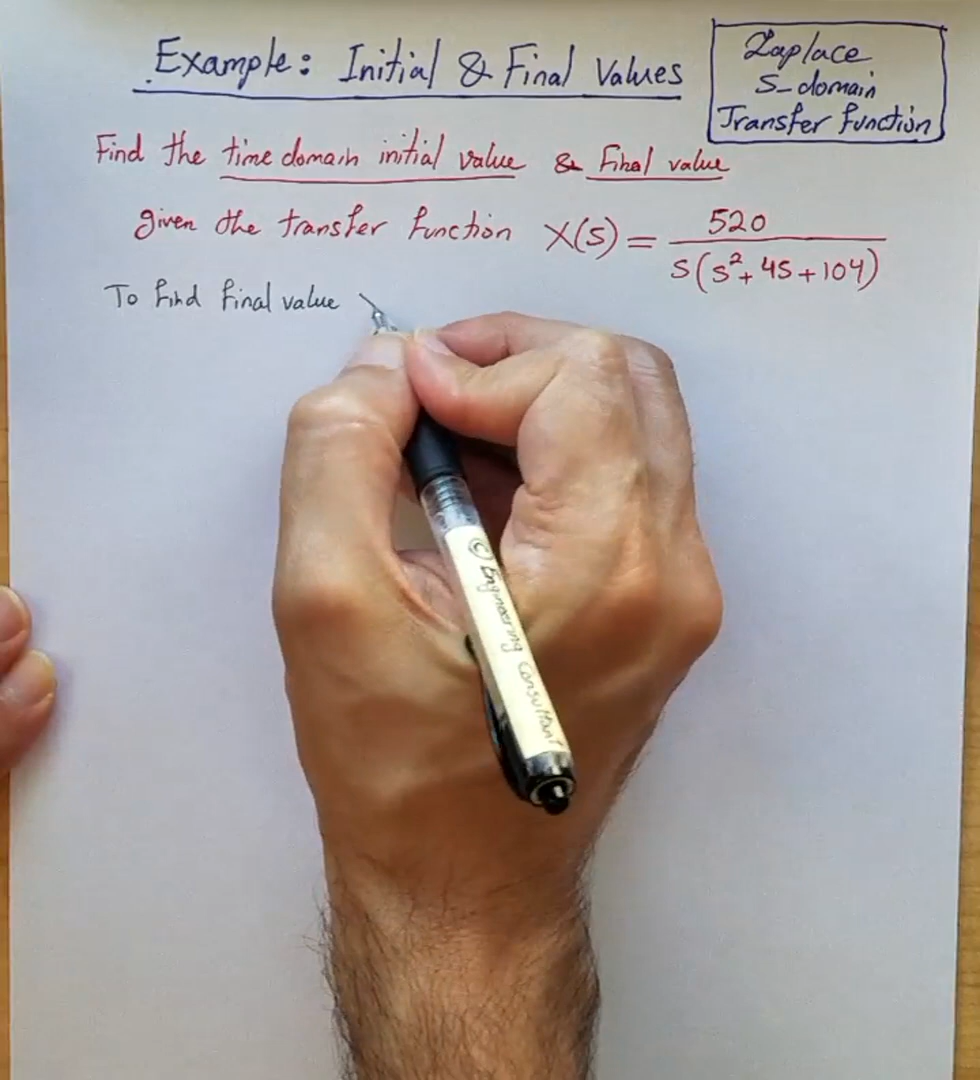 Example: Initial & Final Values
Laplace
S-domain
Transfer function
Find the time domain initial value & Final value
given the transfer function X(S) = 520 / S(S²+4S+104)
To find final value
© Engineering Consultant